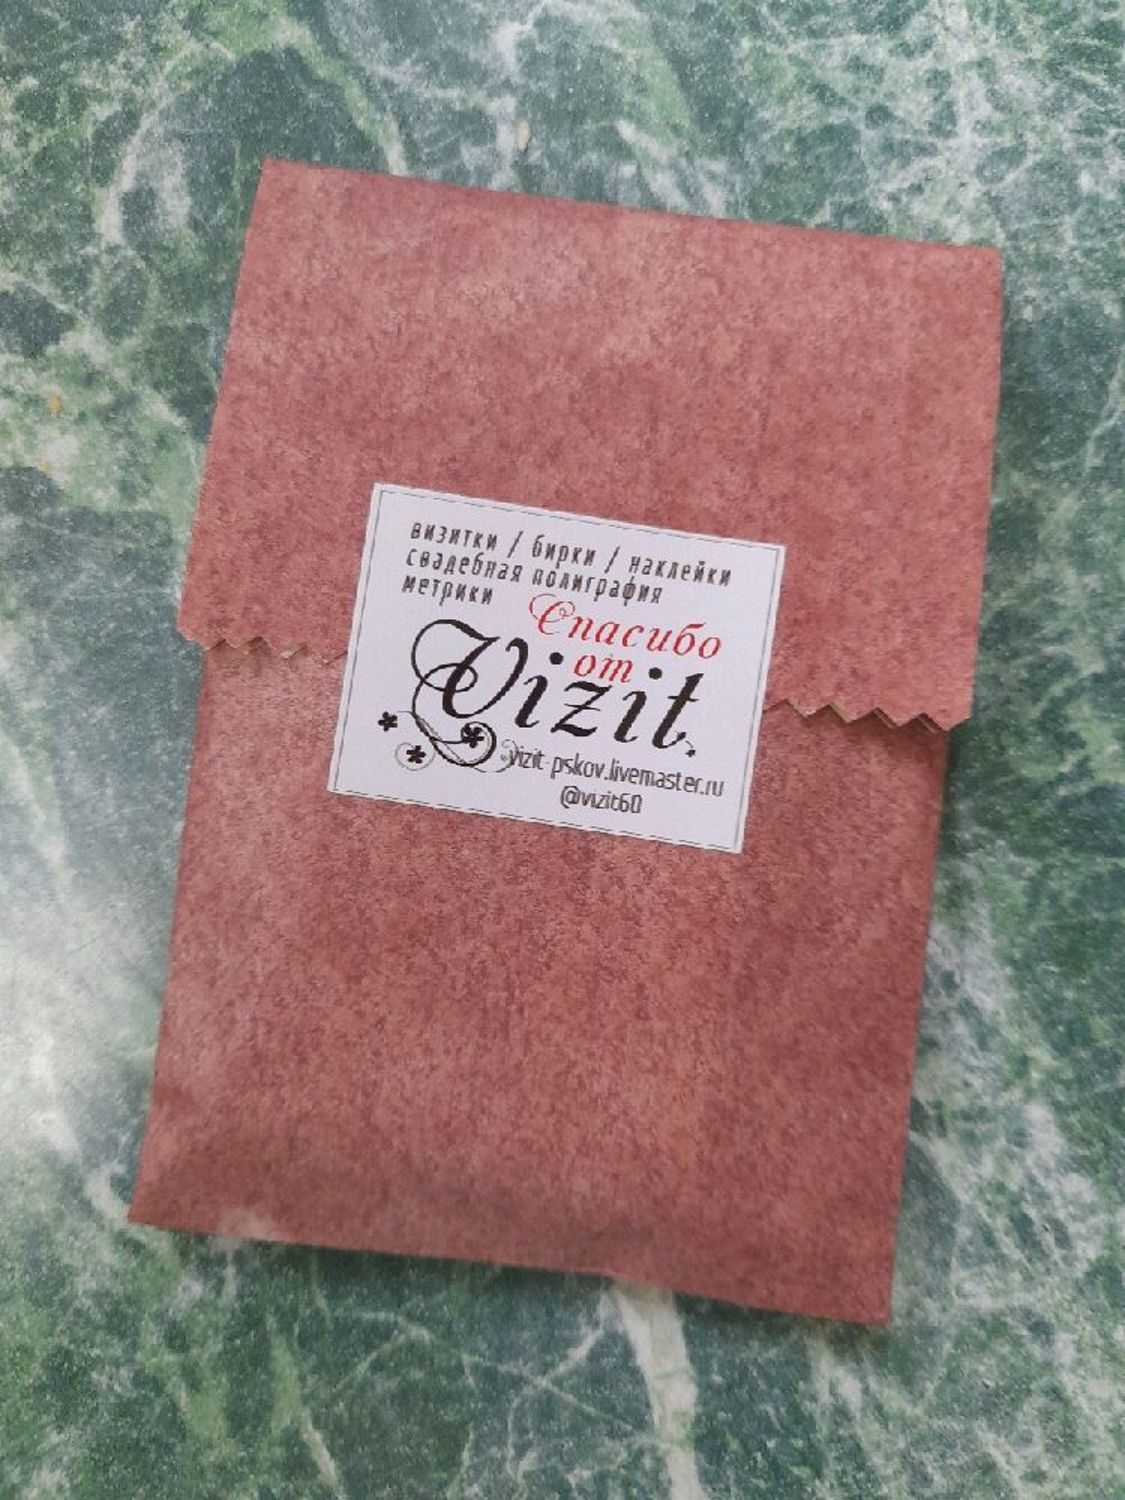 визитки / бирки / наклейки
свадебная полиграфия
метрики
Спасибо
от
Vizit
vizit-pskov.livemaster.ru
@vizit60